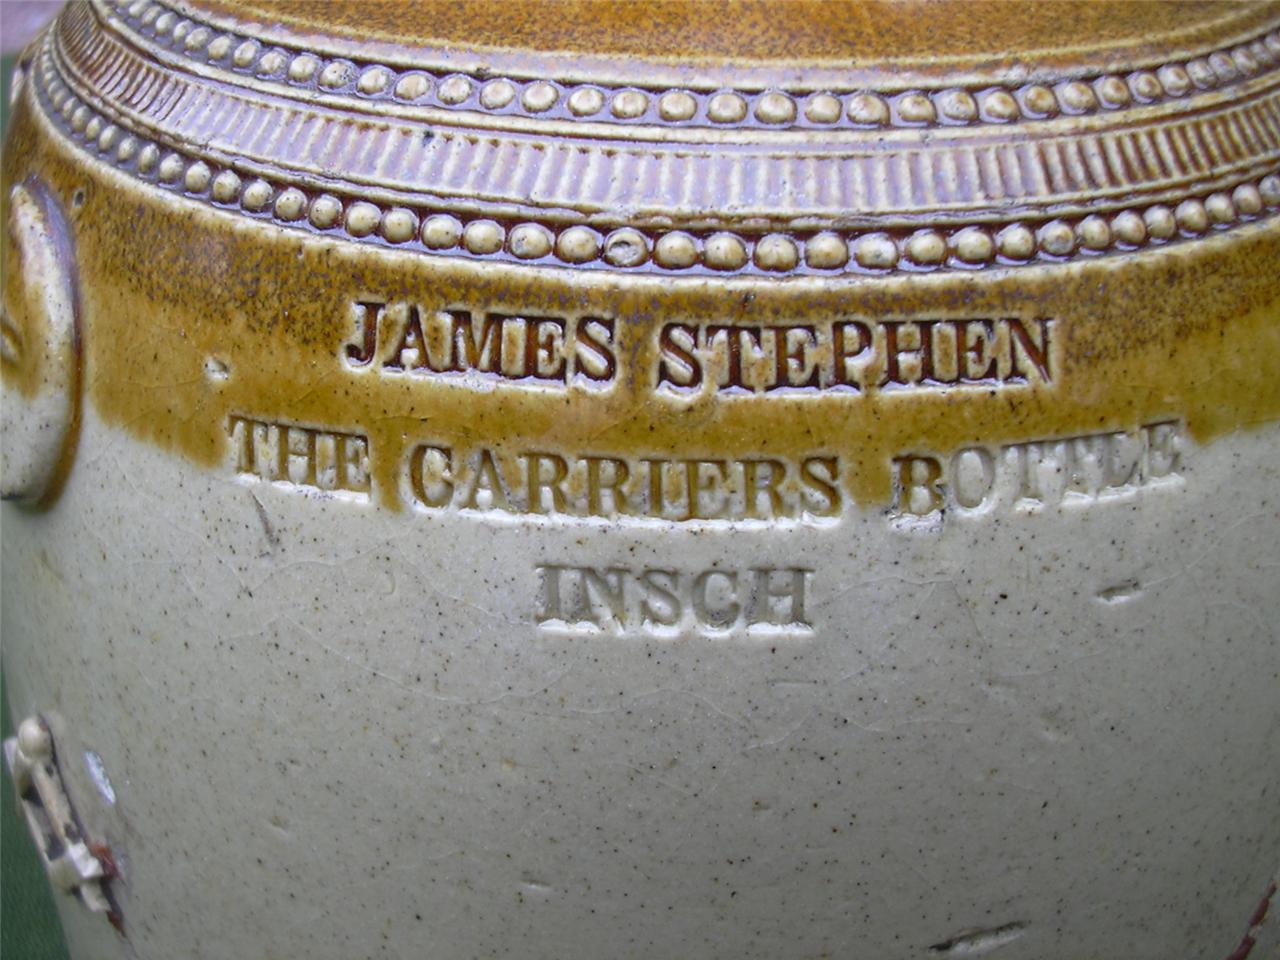 JAMES STEPHEN
THE CARRIERS BOTTLE
INSCH